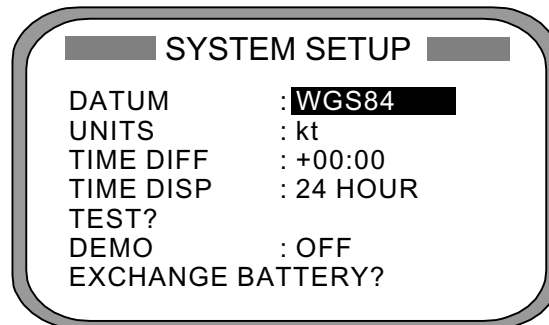 SYSTEM SETUP
DATUM : WGS84
UNITS : kt
TIME DIFF : +00:00
TIME DISP : 24 HOUR
TEST?
DEMO : OFF
EXCHANGE BATTERY?